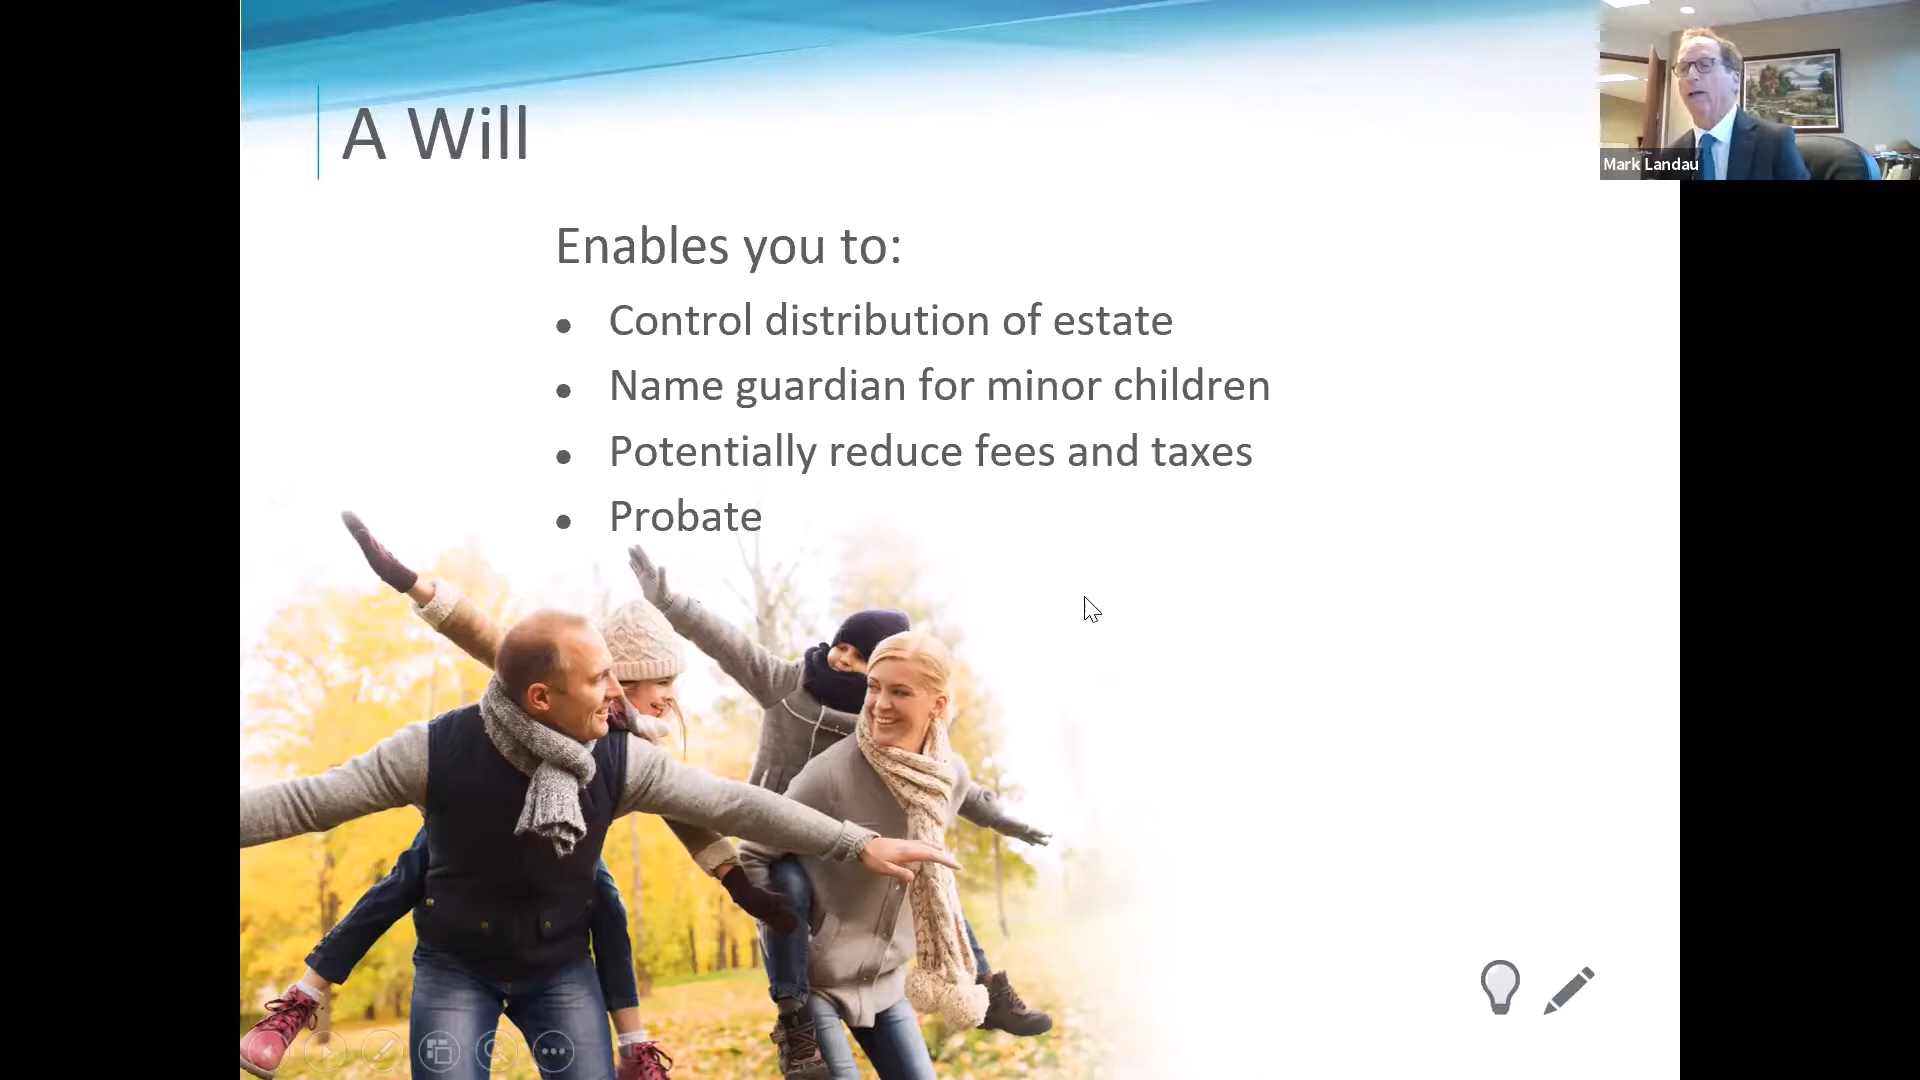 A Will
Mark Landau
Enables you to:
• Control distribution of estate
• Name guardian for minor children
• Potentially reduce fees and taxes
• Probate